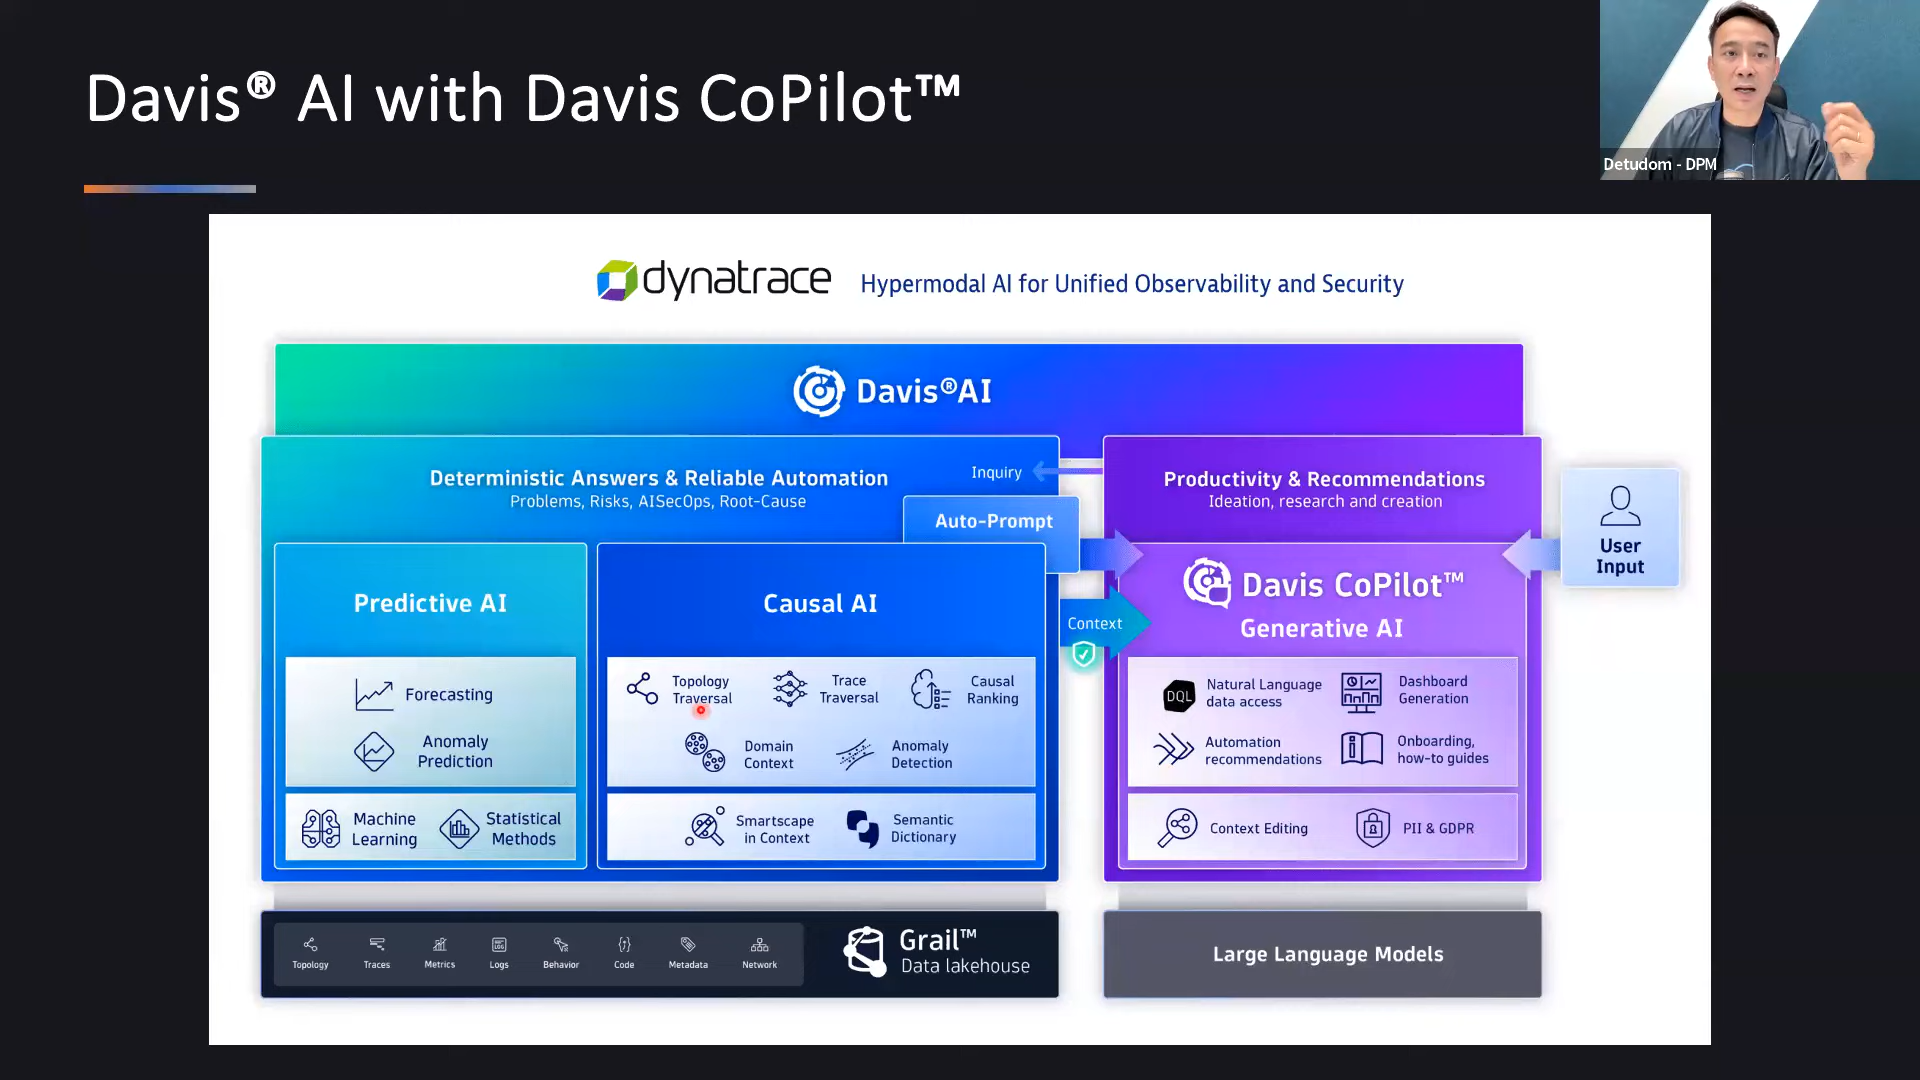 Davis® AI with Davis CoPilot™
Detudom - DPM
dynatrace
Hypermodal AI for Unified Observability and Security
Davis®AI
Deterministic Answers & Reliable Automation
Problems, Risks, AISecOps, Root-Cause
Inquiry
Auto-Prompt
Productivity & Recommendations
Ideation, research and creation
User
Input
Predictive AI
Forecasting
Anomaly
Prediction
Machine
Learning
Statistical
Methods
Causal AI
Topology
Traversal
Trace
Traversal
Causal
Ranking
Domain
Context
Anomaly
Detection
Smartscape
in Context
Semantic
Dictionary
Context
Davis CoPilot™
Generative AI
DQL
Natural Language
data access
Dashboard
Generation
Automation
recommendations
Onboarding,
how-to guides
Context Editing
PII & GDPR
Topology
Traces
Metrics
LOG
Logs
Behavior
Code
Metadata
Network
Grail™
Data lakehouse
Large Language Models